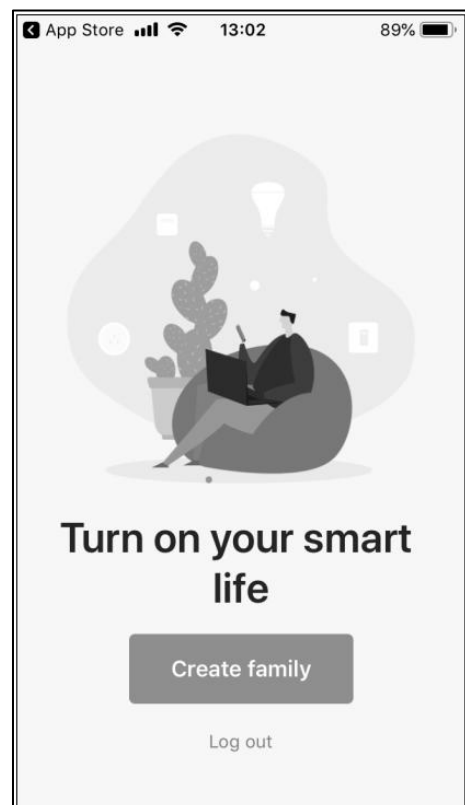 App Store 13:02 89%
Turn on your smart
life
Create family
Log out